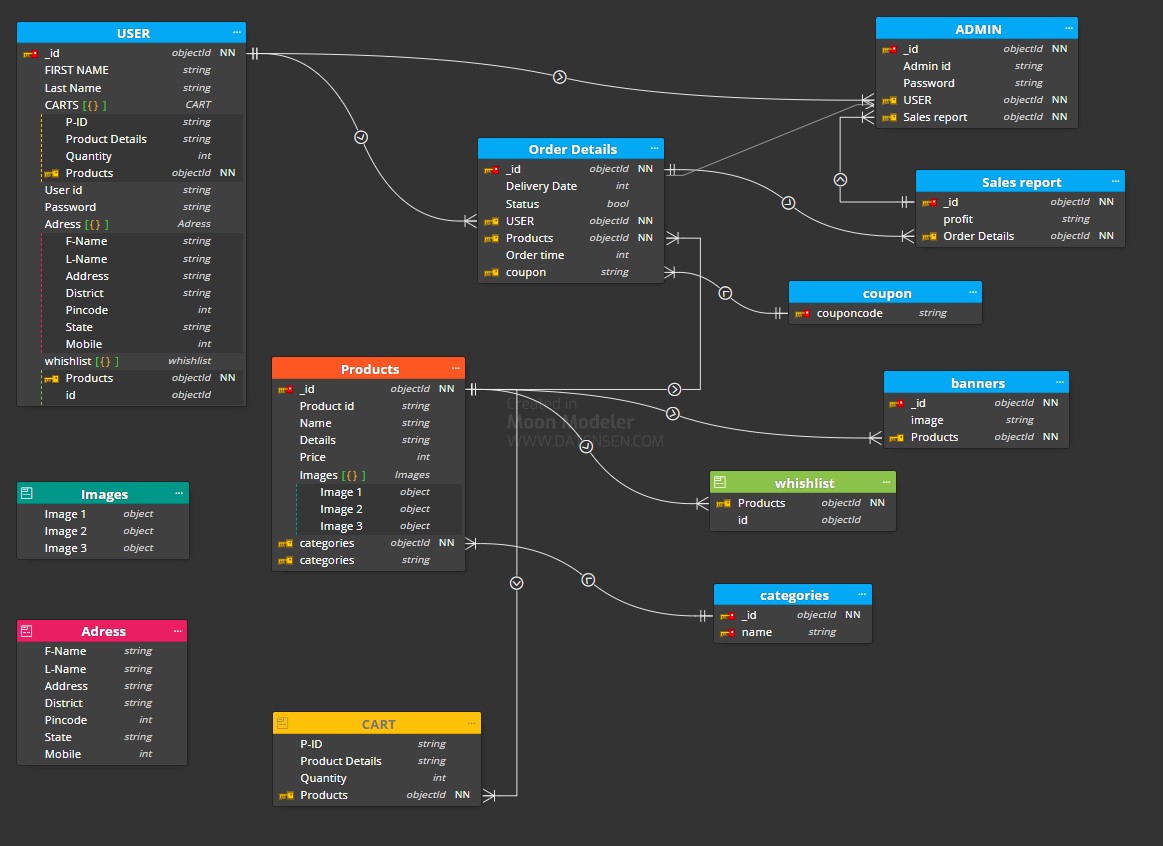 USER ...
_id objectId NN
FIRST NAME string
Last Name string
CARTS [{} ] CART
P-ID string
Product Details string
Quantity int
Products objectId NN
User id string
Password string
Adress [{} ] Adress
F-Name string
L-Name string
Address string
District string
Pincode int
State string
Mobile int
whishlist [{} ] whishlist
Products objectId NN
id objectId
ADMIN ...
_id objectId NN
Admin id string
Password string
USER objectId NN
Sales report objectId NN
Order Details ...
_id objectId NN
Delivery Date int
Status bool
USER objectId NN
Products objectId NN
Order time int
coupon string
Sales report ...
_id objectId NN
profit string
Order Details objectId NN
coupon ...
couponcode string
Products ...
_id objectId NN
Product id string
Name string
Details string
Price int
Images [{} ] Images
Image 1 object
Image 2 object
Image 3 object
categories objectId NN
categories string
Created in
Moon Modeler
WWW.DATENSEN.COM
banners ...
_id objectId NN
image string
Products objectId NN
whishlist ...
Products objectId NN
id objectId
Images ...
Image 1 object
Image 2 object
Image 3 object
categories ...
_id objectId NN
name string
Adress ...
F-Name string
L-Name string
Address string
District string
Pincode int
State string
Mobile int
CART ...
P-ID string
Product Details string
Quantity int
Products objectId NN